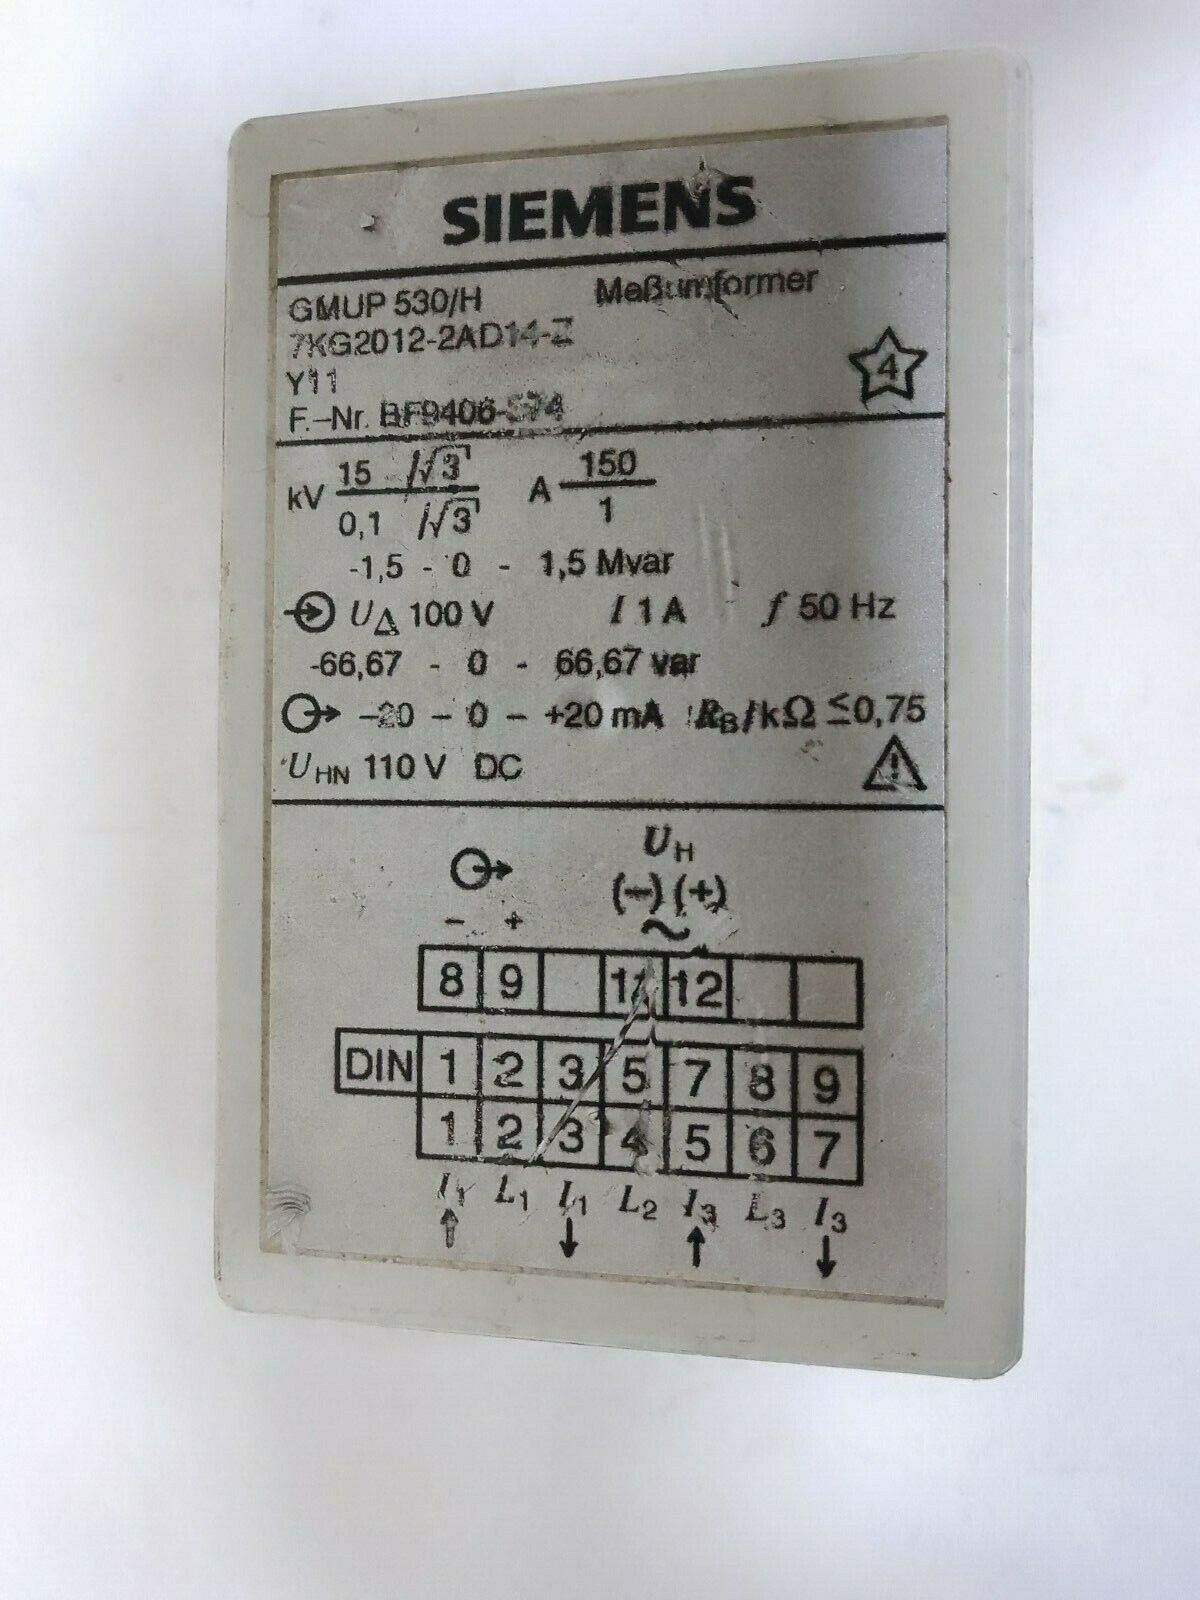 SIEMENS
GMUP 530/H Meßumformer
7KG2012-2AD14-Z
4
Y11
F.-Nr. BF9406-
kV 15 /√3 A 150
0,1 /√3 1
-1,5 - 0 - 1,5 Mvar
U△ 100 V I 1 A f 50 Hz
-66,67 - 0 - 66,67 var
–20 – 0 – +20 mA RB/kΩ ≤0,75
UHN 110 V DC
!
UH
(–) (+)
– + ~
8 9 11 12
DIN 1 2 3 5 7 8 9
1 2 3 4 5 6 7
I1 L1 I1 L2 I3 L3 I3